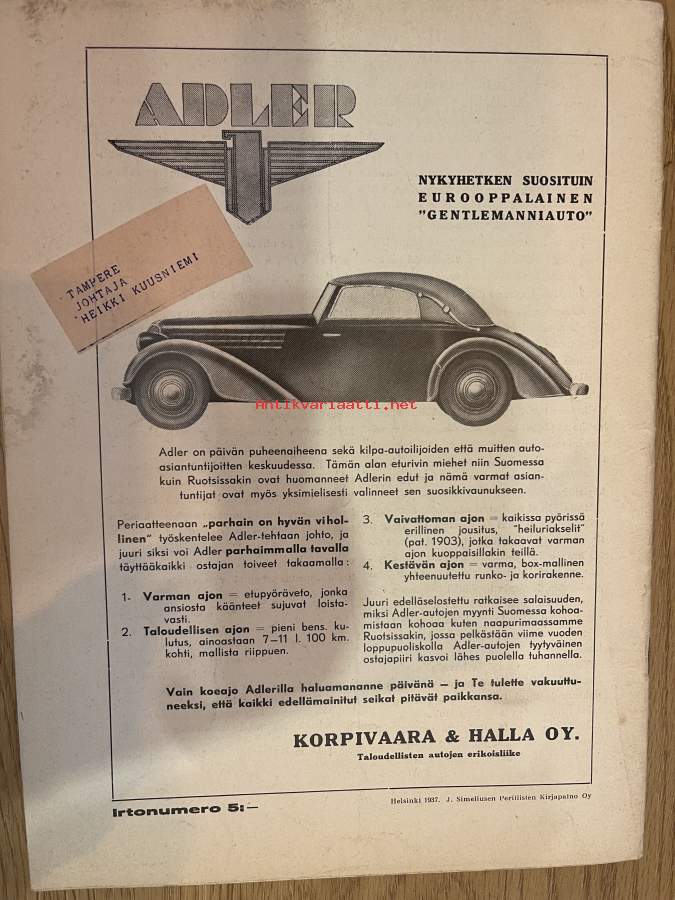 ADLER
NYKYHETKEN SUOSITUIN
EUROOPPALAINEN
"GENTLEMANNIAUTO"
TAMPERE
JOHTAJA
HEIKKI KUUSNIEMI
Antikvariaatti.net
Adler on päivän puheenaiheena sekä kilpa-autoilijoiden että muitten auto-
asiantuntijoitten keskuudessa. Tämän alan eturivin miehet niin Suomessa
kuin Ruotsissakin ovat huomanneet Adlerin edut ja nämä varmat asian-
tuntijat ovat myös yksimielisesti valinneet sen suosikkivaunukseen.
Periaatteenaan „parhain on hyvän vihol-
linen" työskentelee Adler-tehtaan johto, ja
juuri siksi voi Adler parhaimmalla tavalla
täyttääkaikki ostajan toiveet takaamalla:
1. Varman ajon = etupyöräveto, jonka
ansiosta käänteet sujuvat loista-
vasti.
2. Taloudellisen ajon = pieni bens. ku-
lutus, ainoastaan 7—11 l. 100 km.
kohti, mallista riippuen.
3. Vaivattoman ajon = kaikissa pyörissä
erillinen jousitus, "heiluriakselit"
(pat. 1903), jotka takaavat varman
ajon kuoppaisillakin teillä.
4. Kestävän ajon = varma, box-mallinen
yhteenuutettu runko- ja korirakenne.
Juuri edelläselostettu ratkaisee salaisuuden,
miksi Adler-autojen myynti Suomessa kohoa-
mistaan kohoaa kuten naapurimaassamme
Ruotsissakin, jossa pelkästään viime vuoden
loppupuoliskolla Adler-autojen tyytyväinen
ostajapiiri kasvoi lähes puolella tuhannella.
Vain koeajo Adlerilla haluamananne päivänä — ja Te tulette vakuuttu-
neeksi, että kaikki edellämainitut seikat pitävät paikkansa.
KORPIVAARA & HALLA OY.
Taloudellisten autojen erikoisliike
Irtonumero 5:—
Helsinki 1937. J. Simeliusen Perillisten Kirjapaino Oy